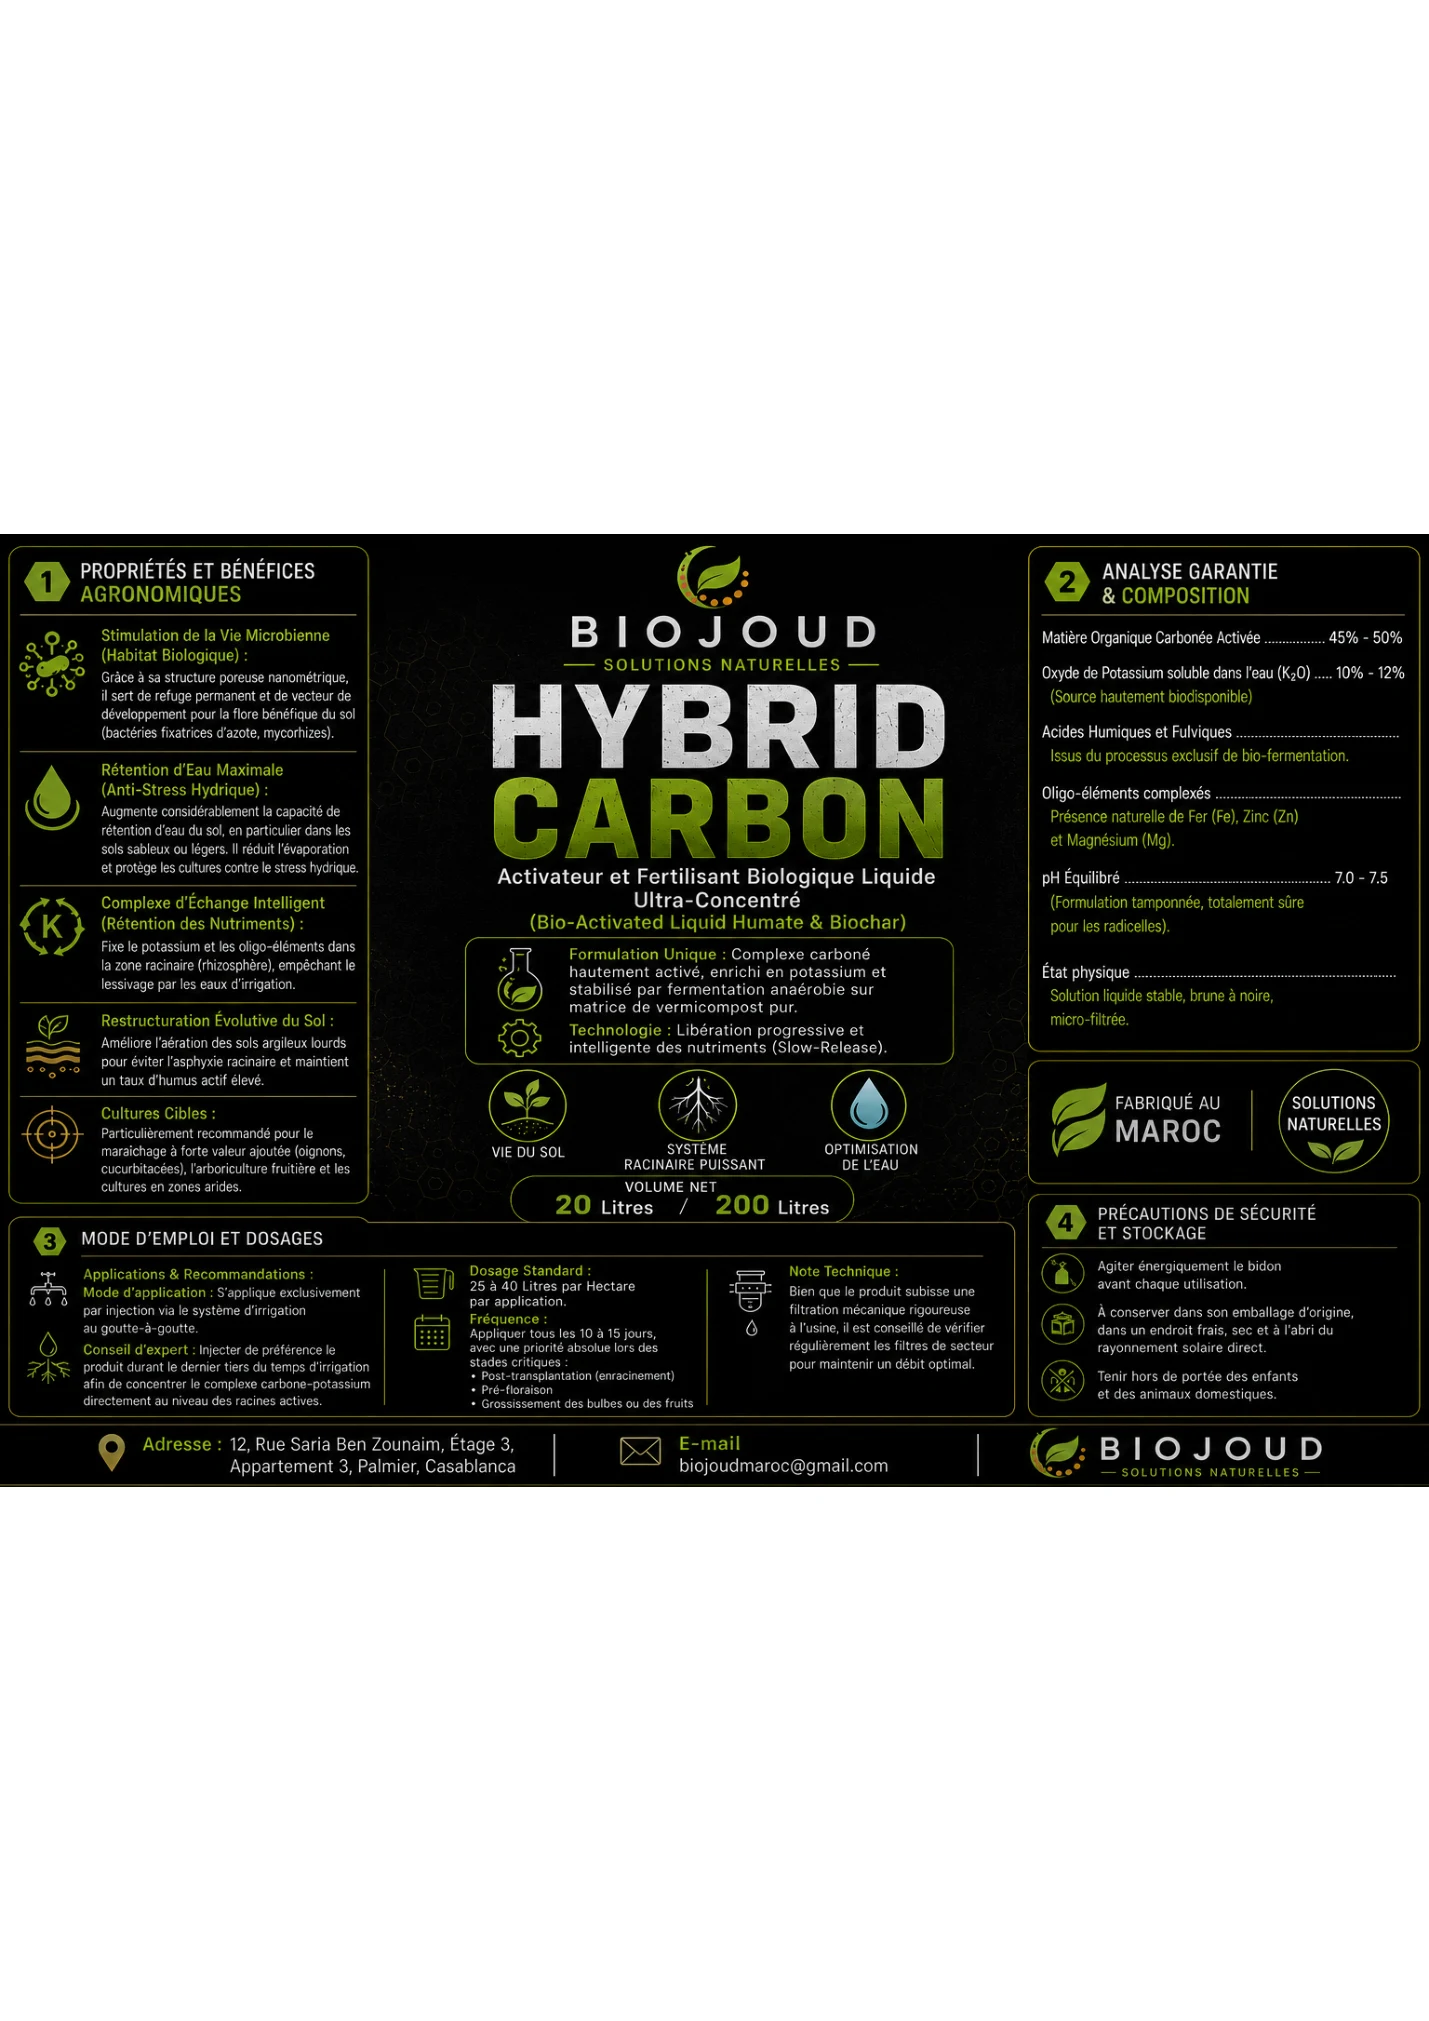 1
PROPRIÉTÉS ET BÉNÉFICES
AGRONOMIQUES
Stimulation de la Vie Microbienne
(Habitat Biologique) :
Grâce à sa structure poreuse nanométrique,
il sert de refuge permanent et de vecteur de
développement pour la flore bénéfique du sol
(bactéries fixatrices d'azote, mycorhizes).
Rétention d'Eau Maximale
(Anti-Stress Hydrique) :
Augmente considérablement la capacité de
rétention d'eau du sol, en particulier dans les
sols sableux ou légers. Il réduit l'évaporation
et protège les cultures contre le stress hydrique.
K
Complexe d'Échange Intelligent
(Rétention des Nutriments) :
Fixe le potassium et les oligo-éléments dans
la zone racinaire (rhizosphère), empêchant le
lessivage par les eaux d'irrigation.
Restructuration Évolutive du Sol :
Améliore l'aération des sols argileux lourds
pour éviter l'asphyxie racinaire et maintient
un taux d'humus actif élevé.
Cultures Cibles :
Particulièrement recommandé pour le
maraîchage à forte valeur ajoutée (oignons,
cucurbitacées), l'arboriculture fruitière et les
cultures en zones arides.
BIOJOUD
SOLUTIONS NATURELLES
HYBRID
CARBON
Activateur et Fertilisant Biologique Liquide
Ultra-Concentré
(Bio-Activated Liquid Humate & Biochar)
Formulation Unique : Complexe carboné
hautement activé, enrichi en potassium et
stabilisé par fermentation anaérobie sur
matrice de vermicompost pur.
Technologie : Libération progressive et
intelligente des nutriments (Slow-Release).
VIE DU SOL
SYSTÈME
RACINAIRE PUISSANT
OPTIMISATION
DE L'EAU
VOLUME NET
20 Litres / 200 Litres
2
ANALYSE GARANTIE
& COMPOSITION
Matière Organique Carbonée Activée ................. 45% - 50%
Oxyde de Potassium soluble dans l'eau (K₂O) ..... 10% - 12%
(Source hautement biodisponible)
Acides Humiques et Fulviques ..............................................
Issus du processus exclusif de bio-fermentation.
Oligo-éléments complexés ....................................................
Présence naturelle de Fer (Fe), Zinc (Zn)
et Magnésium (Mg).
pH Équilibré .......................................................... 7.0 - 7.5
(Formulation tamponnée, totalement sûre
pour les radicelles).
État physique ..........................................................................
Solution liquide stable, brune à noire,
micro-filtrée.
FABRIQUÉ AU
MAROC
SOLUTIONS
NATURELLES
3
MODE D'EMPLOI ET DOSAGES
Applications & Recommandations :
Mode d'application : S'applique exclusivement
par injection via le système d'irrigation
au goutte-à-goutte.
Conseil d'expert : Injecter de préférence le
produit durant le dernier tiers du temps d'irrigation
afin de concentrer le complexe carbone-potassium
directement au niveau des racines actives.
Dosage Standard :
25 à 40 Litres par Hectare
par application.
Fréquence :
Appliquer tous les 10 à 15 jours,
avec une priorité absolue lors des
stades critiques :
• Post-transplantation (enracinement)
• Pré-floraison
• Grossissement des bulbes ou des fruits
Note Technique :
Bien que le produit subisse une
filtration mécanique rigoureuse
à l'usine, il est conseillé de vérifier
régulièrement les filtres de secteur
pour maintenir un débit optimal.
4
PRÉCAUTIONS DE SÉCURITÉ
ET STOCKAGE
Agiter énergiquement le bidon
avant chaque utilisation.
À conserver dans son emballage d'origine,
dans un endroit frais, sec et à l'abri du
rayonnement solaire direct.
Tenir hors de portée des enfants
et des animaux domestiques.
Adresse : 12, Rue Saria Ben Zounaim, Étage 3,
Appartement 3, Palmier, Casablanca
E-mail
biojoudmaroc@gmail.com
BIOJOUD
SOLUTIONS NATURELLES